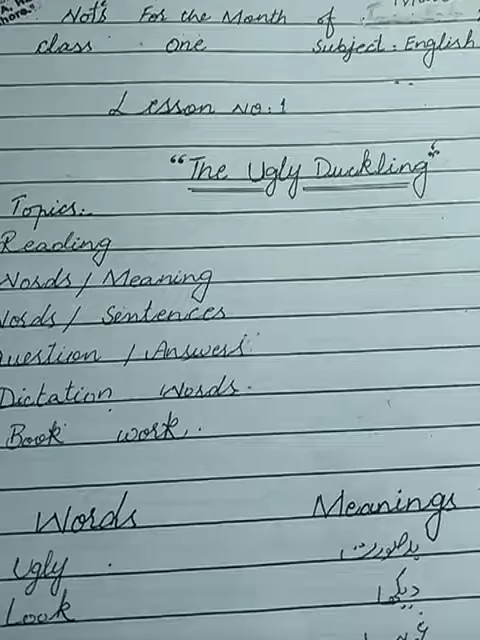 Nots For the Month of
class One Subject: English
Lesson No: 1
"The Ugly Duckling"
Topics:
Reading
Words / Meaning
Words / Sentences
Question / Answers
Dictation Words.
Book work.
Words Meanings
Ugly بدصورت
Look دیکھا